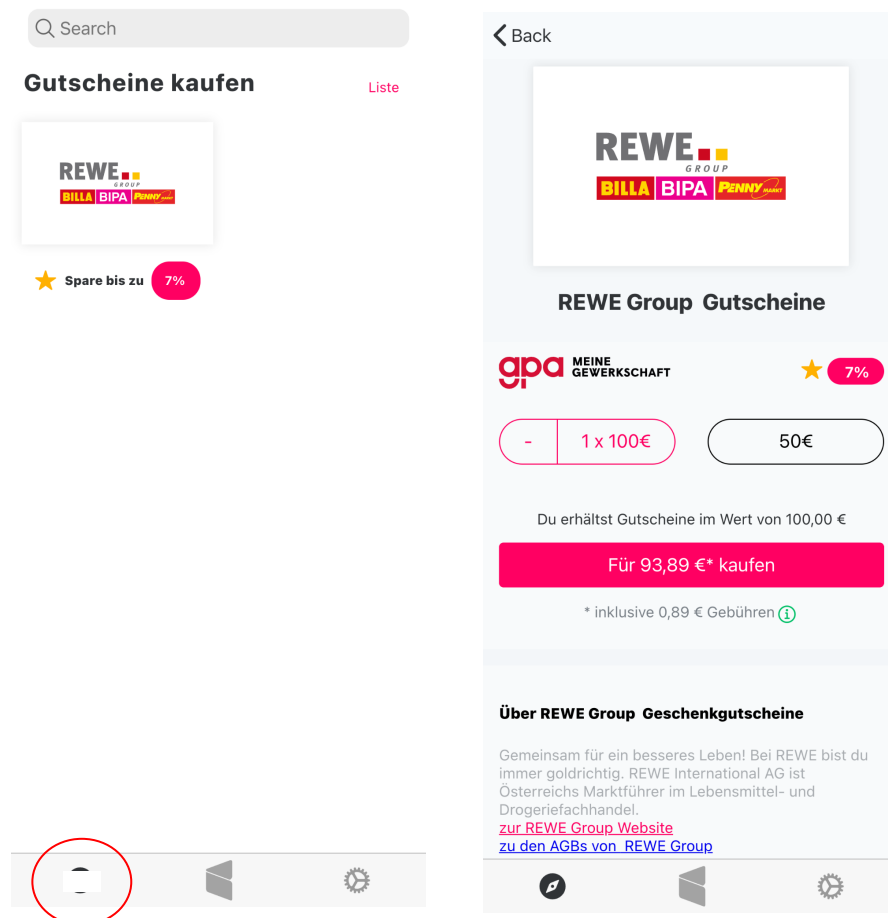 Search
Gutscheine kaufen
Liste
REWE
GROUP
BILLA BIPA PENNY MARKT
Spare bis zu 7%
Back
REWE
GROUP
BILLA BIPA PENNY MARKT
REWE Group Gutscheine
gpa MEINE
GEWERKSCHAFT
7%
- 1 x 100€ 50€
Du erhältst Gutscheine im Wert von 100,00 €
Für 93,89 €* kaufen
* inklusive 0,89 € Gebühren i
Über REWE Group Geschenkgutscheine
Gemeinsam für ein besseres Leben! Bei REWE bist du
immer goldrichtig. REWE International AG ist
Österreichs Marktführer im Lebensmittel- und
Drogeriefachhandel.
zur REWE Group Website
zu den AGBs von REWE Group